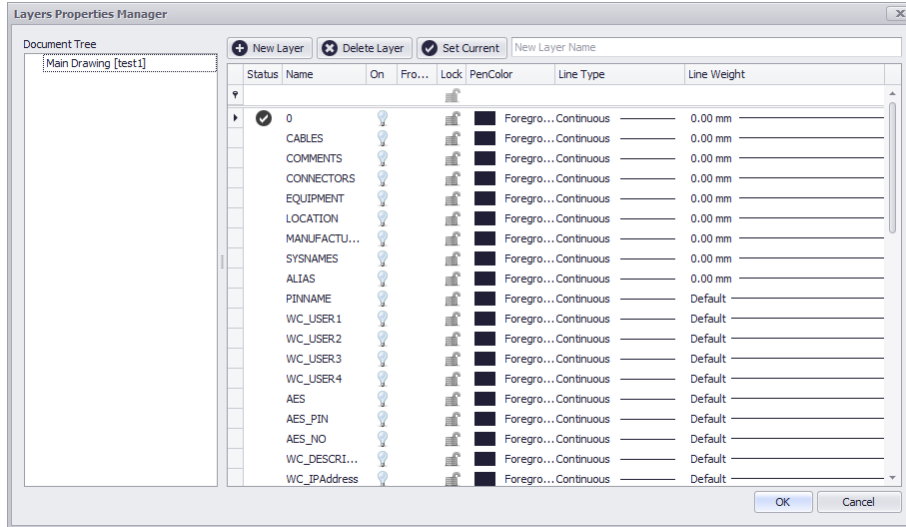 Layers Properties Manager
Document Tree
Main Drawing [test1]
New Layer Delete Layer Set Current New Layer Name
Status Name On Fro... Lock PenColor Line Type Line Weight
0 Foregro... Continuous 0.00 mm
CABLES Foregro... Continuous 0.00 mm
COMMENTS Foregro... Continuous 0.00 mm
CONNECTORS Foregro... Continuous 0.00 mm
EQUIPMENT Foregro... Continuous 0.00 mm
LOCATION Foregro... Continuous 0.00 mm
MANUFACTU... Foregro... Continuous 0.00 mm
SYSNAMES Foregro... Continuous 0.00 mm
ALIAS Foregro... Continuous 0.00 mm
PINNAME Foregro... Continuous Default
WC_USER1 Foregro... Continuous Default
WC_USER2 Foregro... Continuous Default
WC_USER3 Foregro... Continuous Default
WC_USER4 Foregro... Continuous Default
AES Foregro... Continuous Default
AES_PIN Foregro... Continuous Default
AES_NO Foregro... Continuous Default
WC_DESCRI... Foregro... Continuous Default
WC_IPAddress Foregro... Continuous Default
OK Cancel